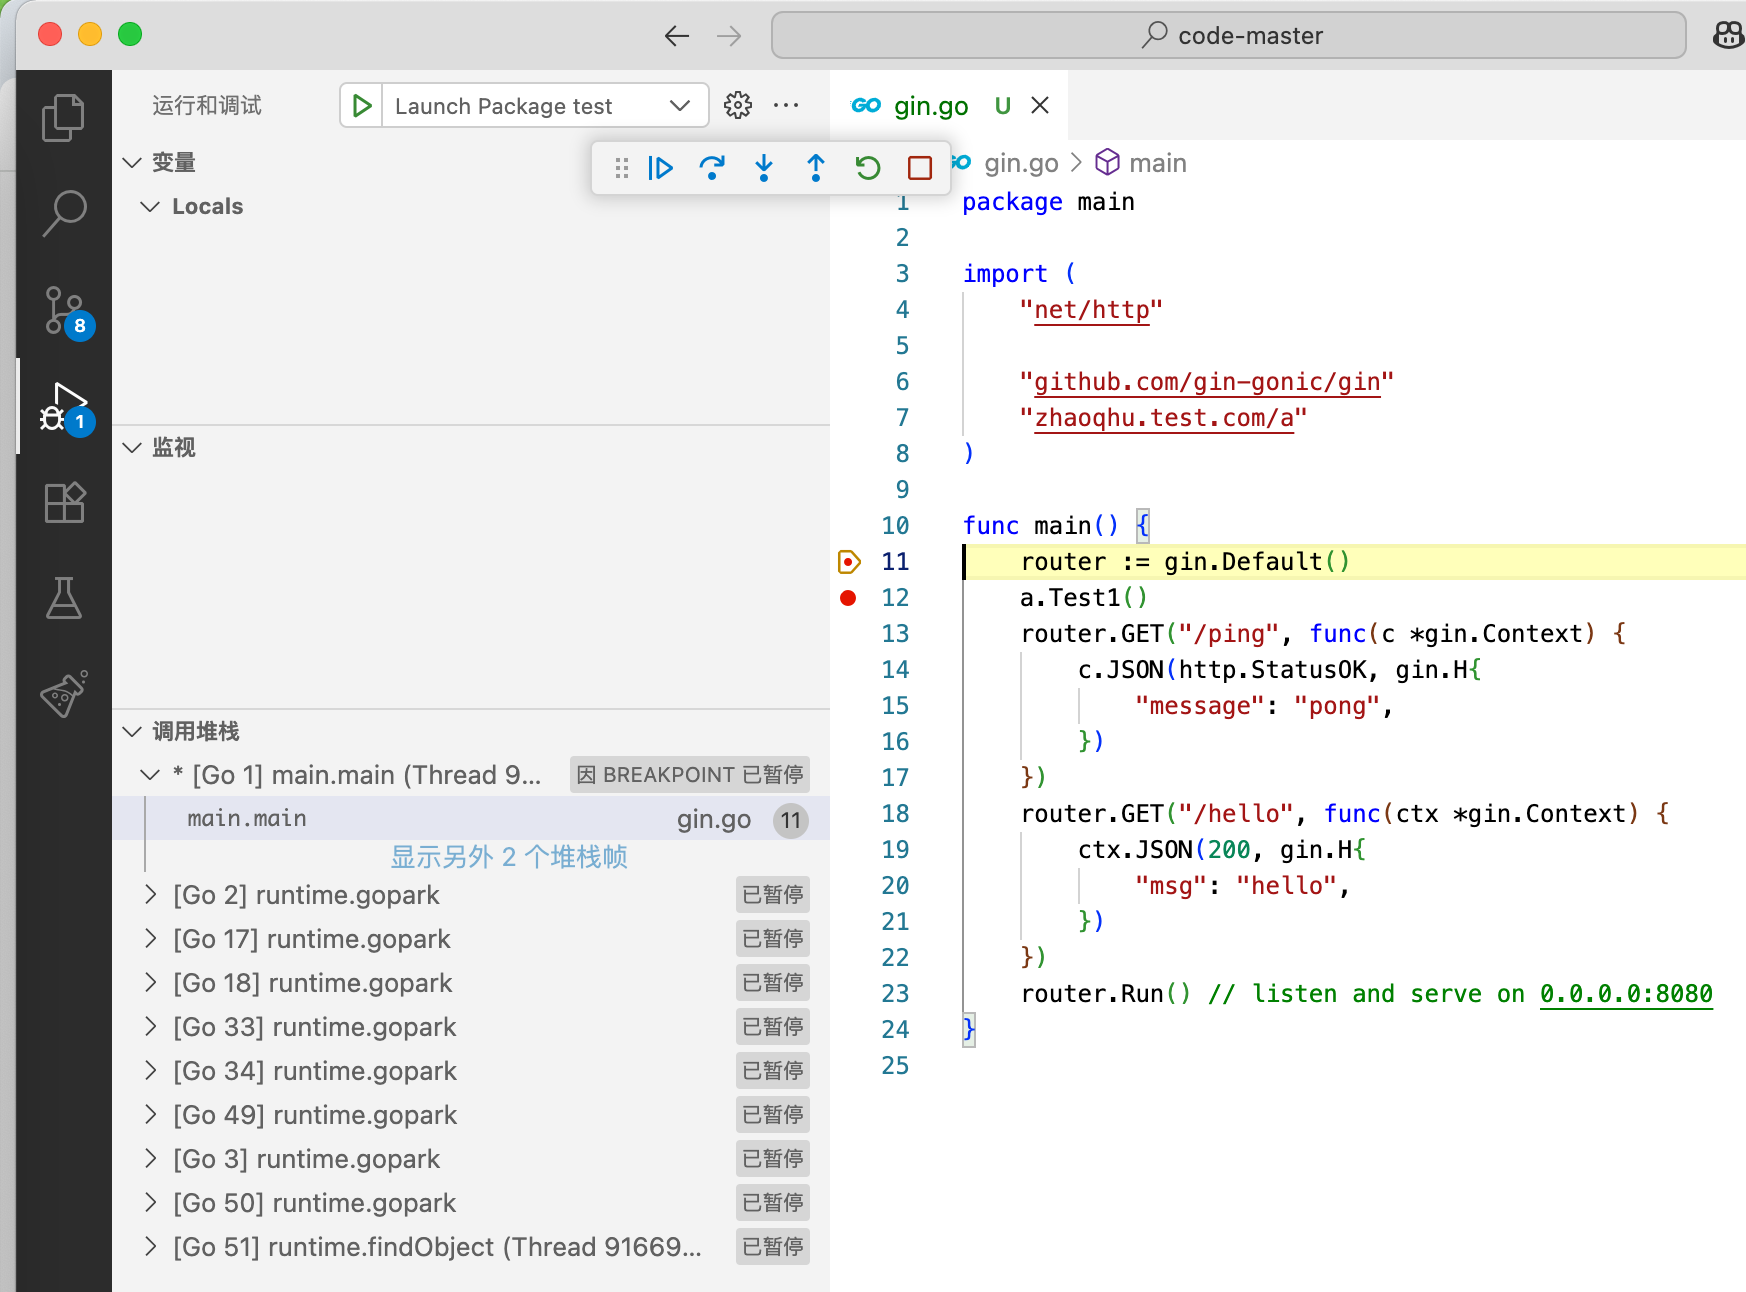 code-master
运行和调试
Launch Package test
变量
Locals
8
1
监视
调用堆栈
* [Go 1] main.main (Thread 9... 因 BREAKPOINT 已暂停
main.main gin.go 11
显示另外 2 个堆栈帧
[Go 2] runtime.gopark 已暂停
[Go 17] runtime.gopark 已暂停
[Go 18] runtime.gopark 已暂停
[Go 33] runtime.gopark 已暂停
[Go 34] runtime.gopark 已暂停
[Go 49] runtime.gopark 已暂停
[Go 3] runtime.gopark 已暂停
[Go 50] runtime.gopark 已暂停
[Go 51] runtime.findObject (Thread 91669... 已暂停
GO gin.go U
GO gin.go > main
1 package main
2
3 import (
4 "net/http"
5
6 "github.com/gin-gonic/gin"
7 "zhaoqhu.test.com/a"
8 )
9
10 func main() {
11 router := gin.Default()
12 a.Test1()
13 router.GET("/ping", func(c *gin.Context) {
14 c.JSON(http.StatusOK, gin.H{
15 "message": "pong",
16 })
17 })
18 router.GET("/hello", func(ctx *gin.Context) {
19 ctx.JSON(200, gin.H{
20 "msg": "hello",
21 })
22 })
23 router.Run() // listen and serve on 0.0.0.0:8080
24 }
25